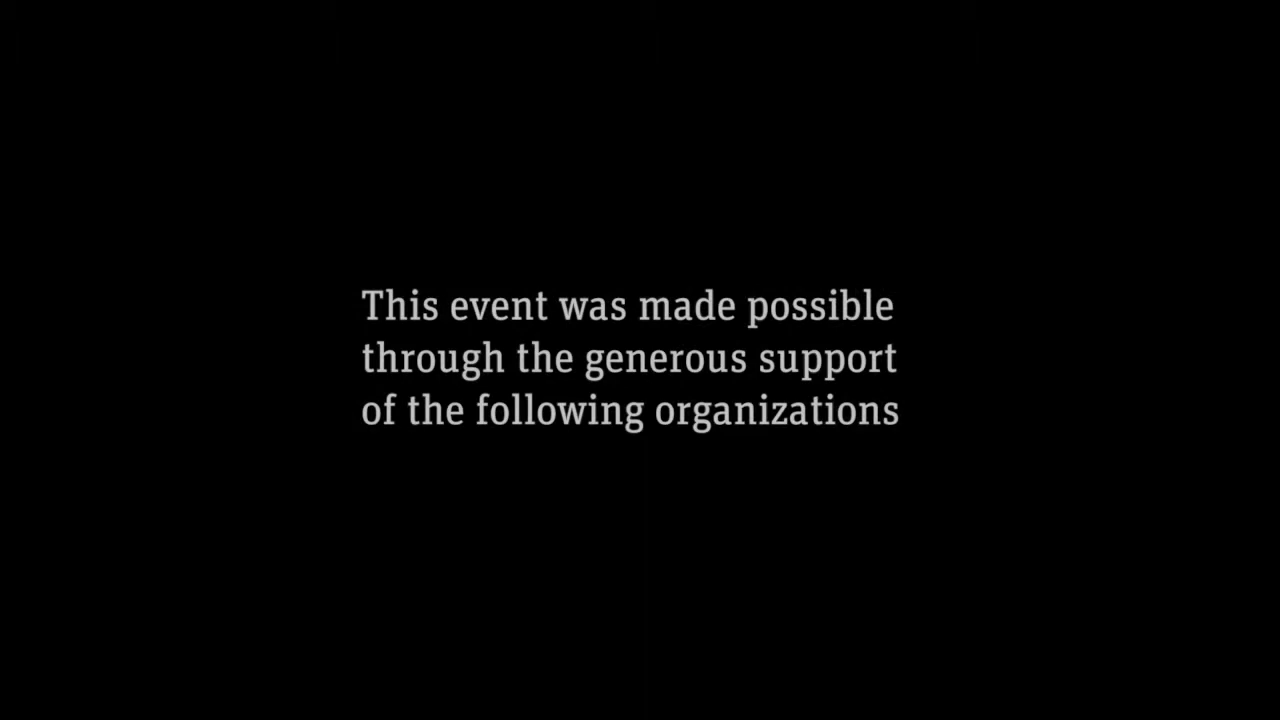 This event was made possible
through the generous support
of the following organizations